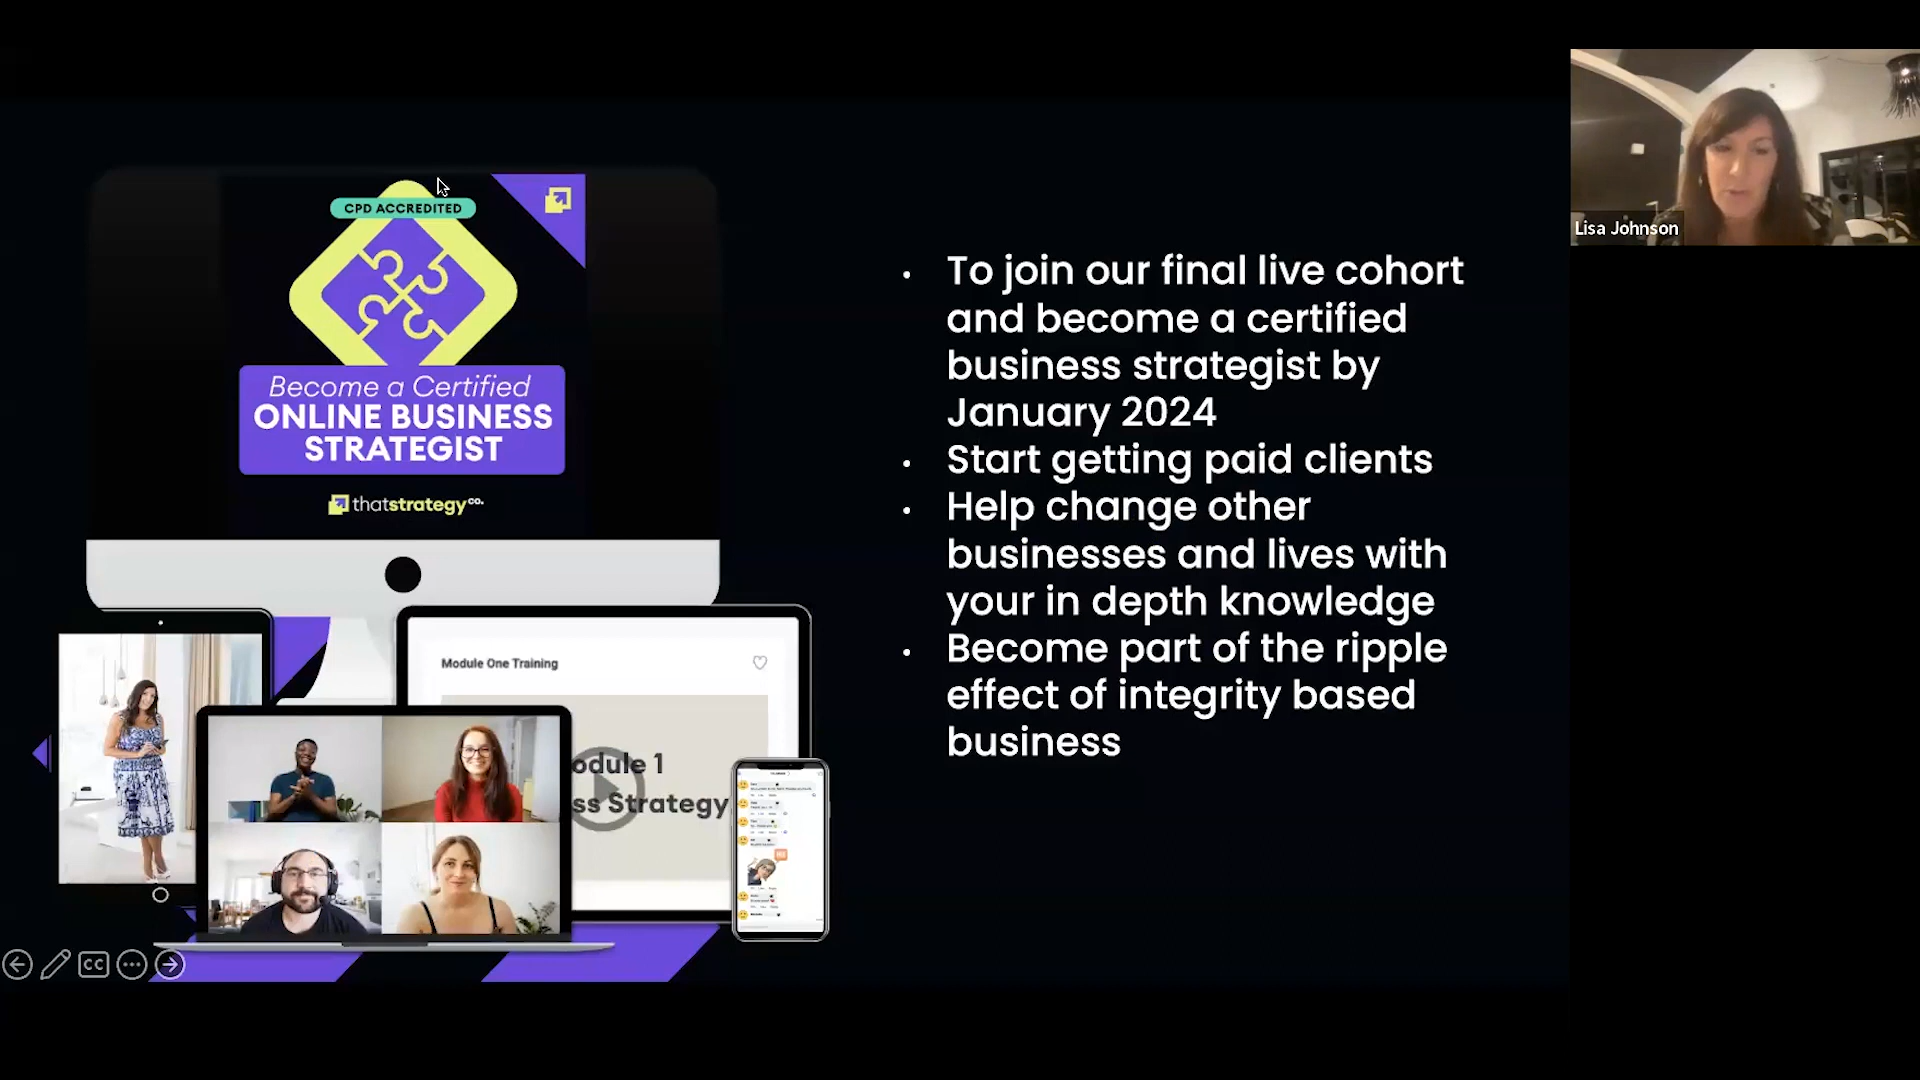 CPD ACCREDITED
Become a Certified
ONLINE BUSINESS
STRATEGIST
thatstrategy co.
Module One Training
odule 1
ss Strategy
CC
• To join our final live cohort
and become a certified
business strategist by
January 2024
• Start getting paid clients
• Help change other
businesses and lives with
your in depth knowledge
• Become part of the ripple
effect of integrity based
business
Lisa Johnson